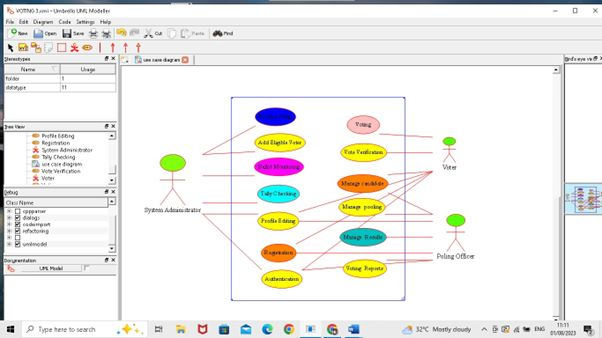 VOTING 1.xmi - Umbrello UML Modeller
File Edit Diagram Code Settings Help
New Open Save Cut Copy Paste Find
Stereotypes
Name Usage
folder 1
datatype 11
Tree View
Profile Editing
Registration
System Administrator
Tally Checking
use case diagram
Vote Verification
Voter
Debug
Class Name
cppparser
dialogs
codeimport
refactoring
umlmodel
Documentation
UML Model
use case diagram
Bird's eye view
Add Eligible Voter
Tally Checking
Profile Editing
Registration
Authentication
Voting
Vote Verification
Manage candidate
Manage pooling
Manage Results
Voting Reports
System Administrator
Voter
Poling Officer
Type here to search
32°C Mostly cloudy
ENG
11:11
01/08/2023